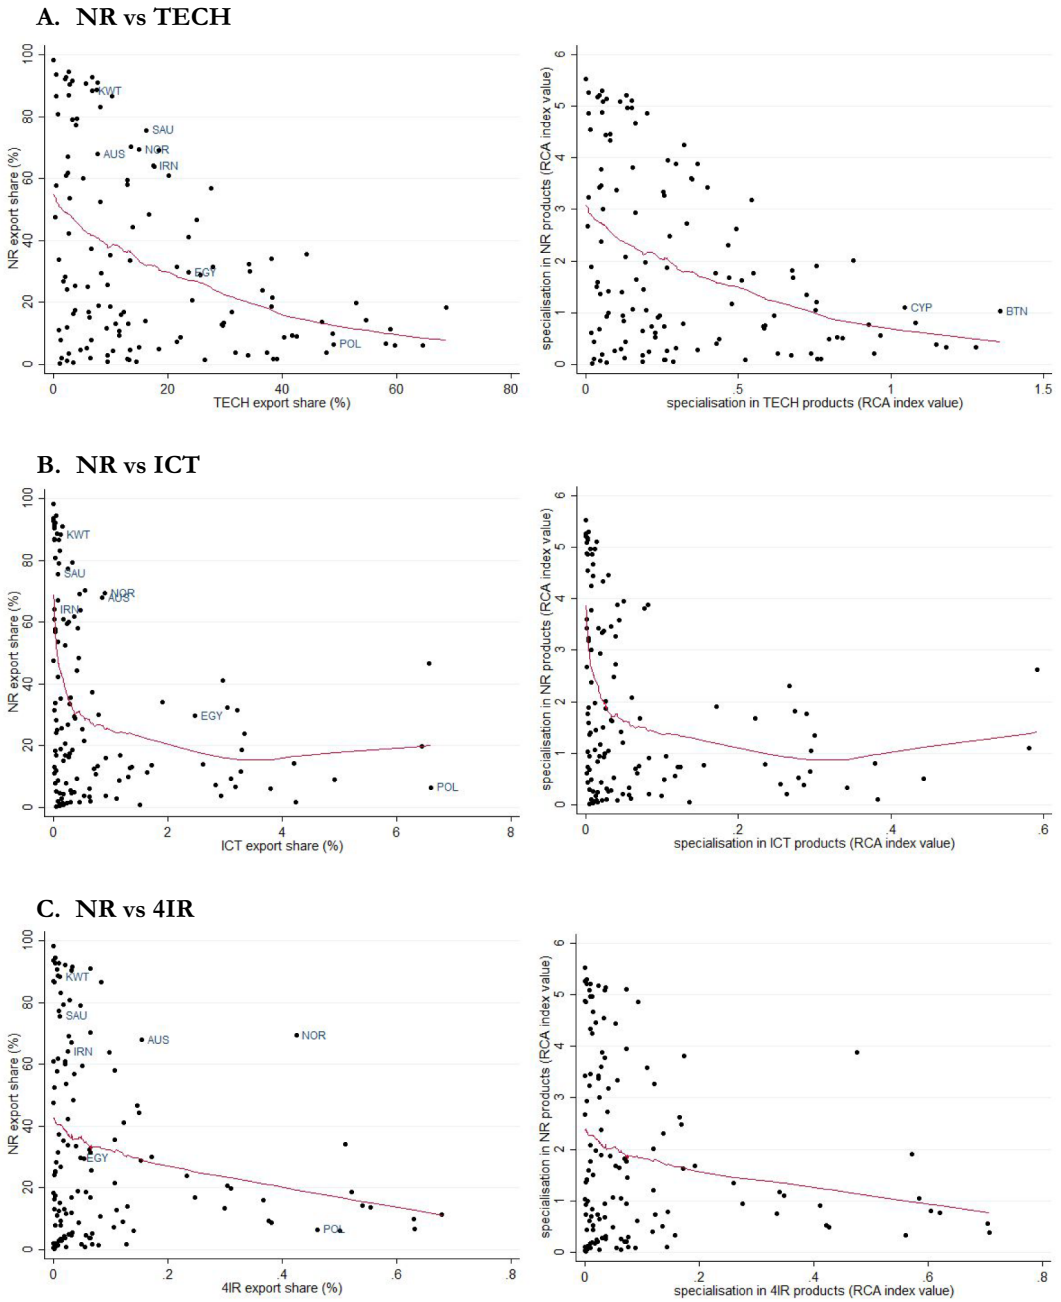 A. NR vs TECH
NR export share (%)
100
80
60
40
20
0
KWT
SAU
AUS
NOR
IRN
EGY
POL
0 20 40 60 80
TECH export share (%)
specialisation in NR products (RCA index value)
6
5
4
3
2
1
0
CYP
BTN
0 .5 1 1.5
specialisation in TECH products (RCA index value)
B. NR vs ICT
NR export share (%)
100
80
60
40
20
0
KWT
SAU
NOR
AUS
IRN
EGY
POL
0 2 4 6 8
ICT export share (%)
specialisation in NR products (RCA index value)
6
5
4
3
2
1
0
0 .2 .4 .6
specialisation in ICT products (RCA index value)
C. NR vs 4IR
NR export share (%)
100
80
60
40
20
0
KWT
SAU
AUS
NOR
IRN
EGY
POL
0 .2 .4 .6 .8
4IR export share (%)
specialisation in NR products (RCA index value)
6
5
4
3
2
1
0
0 .2 .4 .6 .8
specialisation in 4IR products (RCA index value)